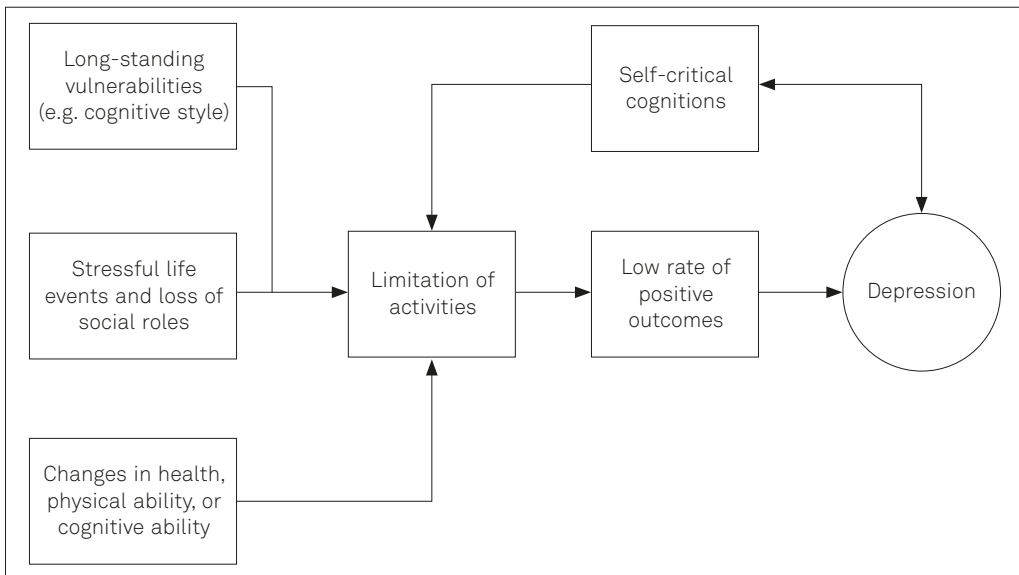 Long-standing
vulnerabilities
(e.g. cognitive style)
Self-critical
cognitions
Stressful life
events and loss of
social roles
Limitation of
activities
Low rate of
positive
outcomes
Depression
Changes in health,
physical ability, or
cognitive ability